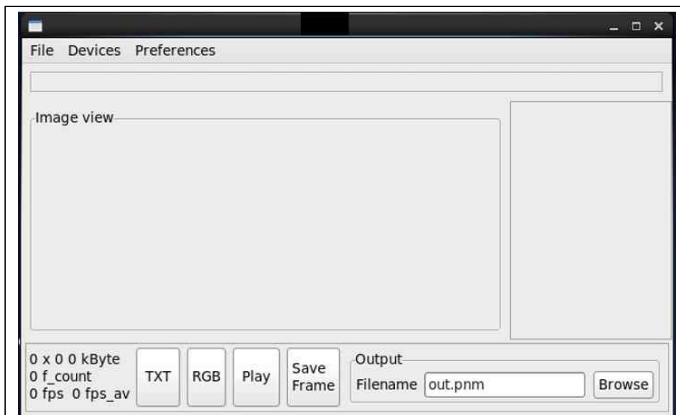 File Devices Preferences
Image view
0 x 0 0 kByte
0 f_count
0 fps 0 fps_av
TXT
RGB
Play
Save
Frame
Output
Filename out.pnm Browse